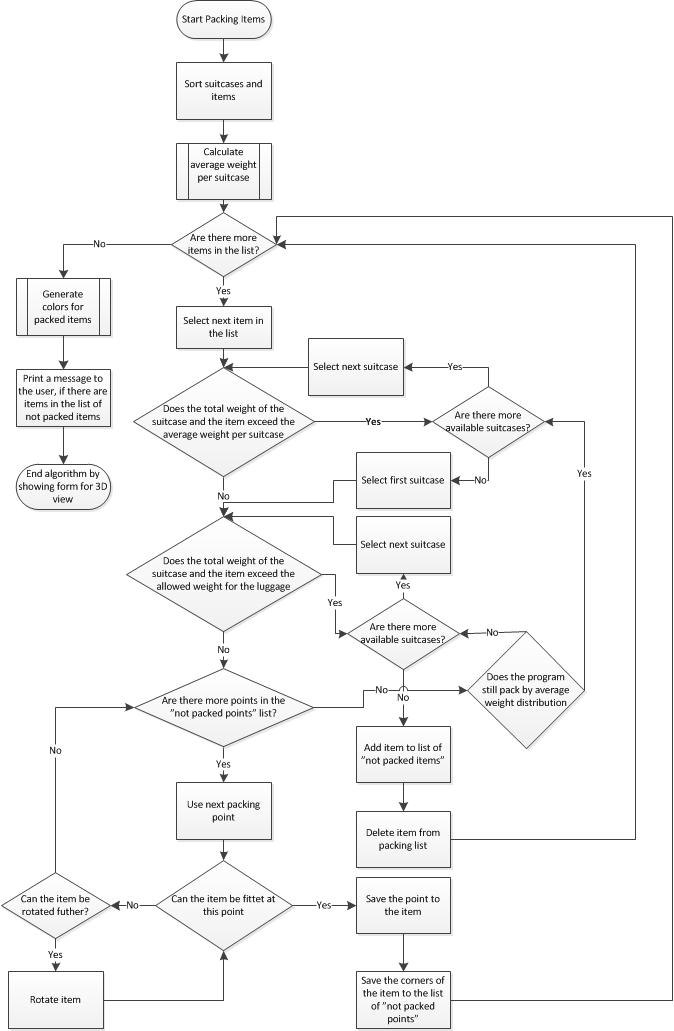 Start Packing Items
Sort suitcases and
items
Calculate
average weight
per suitcase
Are there more
items in the list?
No
Yes
Generate
colors for
packed items
Select next item in
the list
Print a message to
the user, if there are
items in the list of
not packed items
End algorithm by
showing form for 3D
view
Select next suitcase
Yes
Does the total weight of the
suitcase and the item exceed the
average weight per suitcase
Yes
Are there more
available suitcases?
No
Select first suitcase
No
Yes
Select next suitcase
Does the total weight of the
suitcase and the item exceed the
allowed weight for the luggage
Yes
Yes
Are there more
available suitcases?
No
No
Does the program
still pack by average
weight distribution
Are there more points in the
"not packed points" list?
No
No
Yes
Add item to list of
"not packed items"
Use next packing
point
Delete item from
packing list
No
Can the item be
rotated futher?
No
Can the item be fittet at
this point
Yes
Save the point to
the item
Yes
Rotate item
Save the corners of
the item to the list
of "not packed
points"